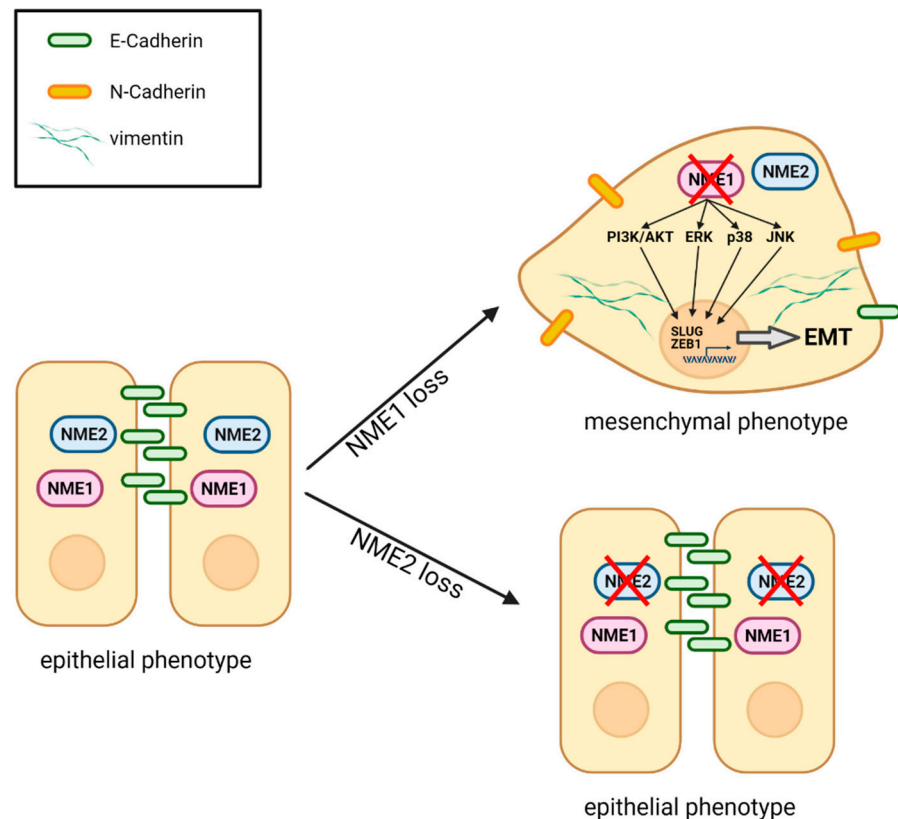 E-Cadherin
N-Cadherin
vimentin
NME1
NME2
PI3K/AKT ERK p38 JNK
SLUG
ZEB1
EMT
mesenchymal phenotype
NME1 loss
NME2 loss
NME2
NME2
NME1
NME1
epithelial phenotype
NME2
NME2
NME1
NME1
epithelial phenotype